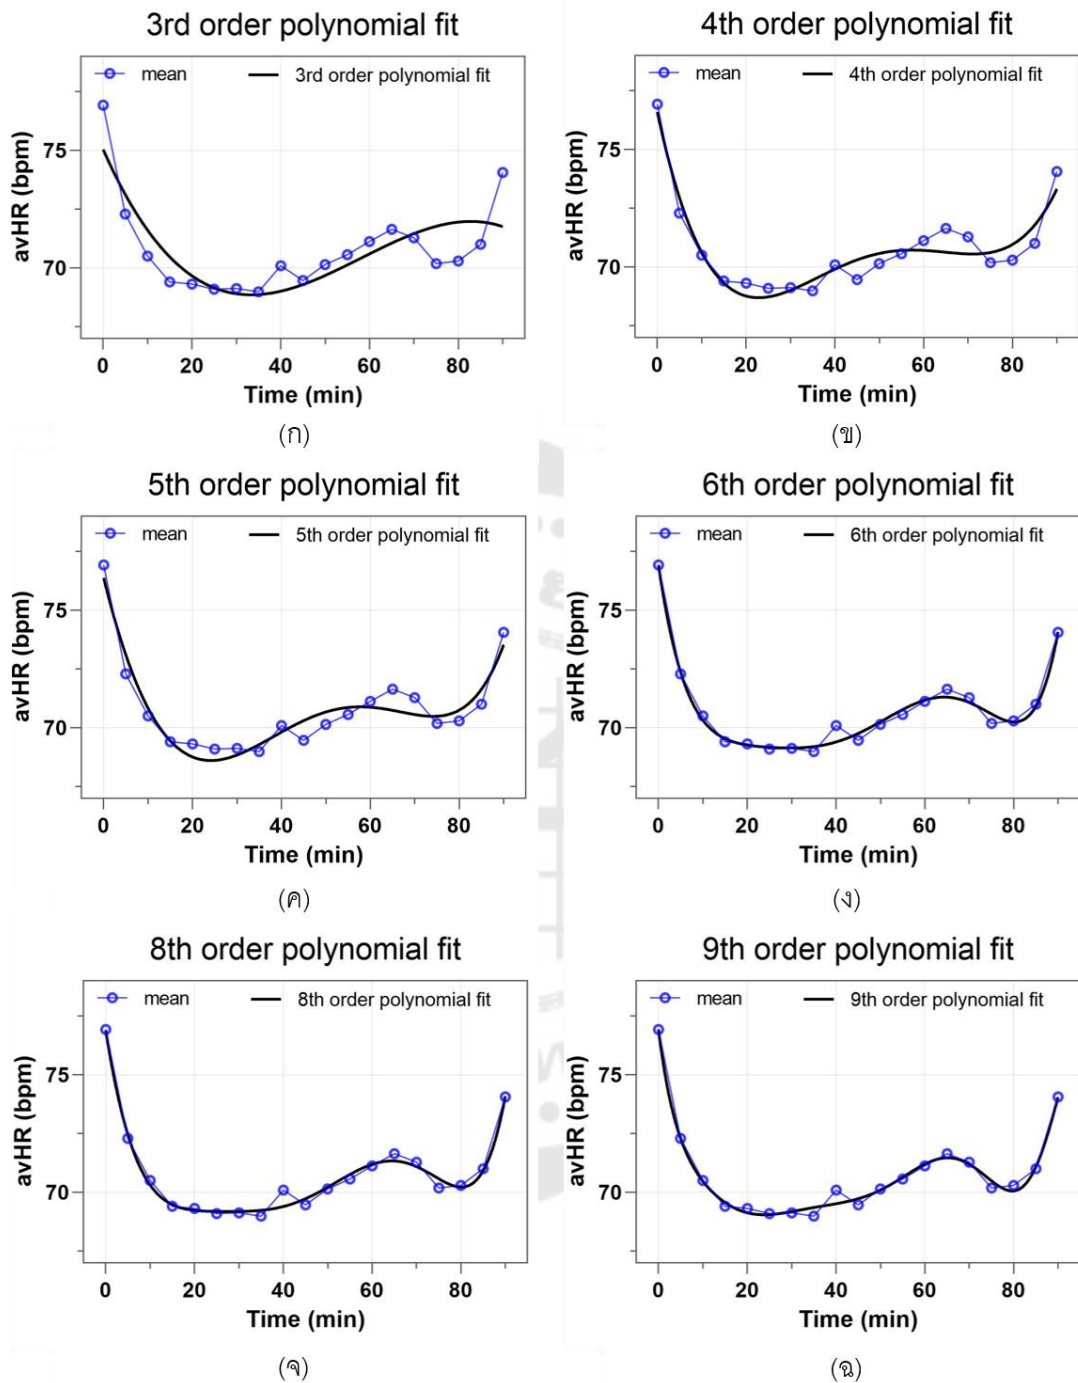 3rd order polynomial fit
mean 3rd order polynomial fit
avHR (bpm)
75
70
0 20 40 60 80
Time (min)
(ก)
4th order polynomial fit
mean 4th order polynomial fit
avHR (bpm)
75
70
0 20 40 60 80
Time (min)
(ข)
5th order polynomial fit
mean 5th order polynomial fit
avHR (bpm)
75
70
0 20 40 60 80
Time (min)
(ค)
6th order polynomial fit
mean 6th order polynomial fit
avHR (bpm)
75
70
0 20 40 60 80
Time (min)
(ง)
8th order polynomial fit
mean 8th order polynomial fit
avHR (bpm)
75
70
0 20 40 60 80
Time (min)
(จ)
9th order polynomial fit
mean 9th order polynomial fit
avHR (bpm)
75
70
0 20 40 60 80
Time (min)
(ฉ)